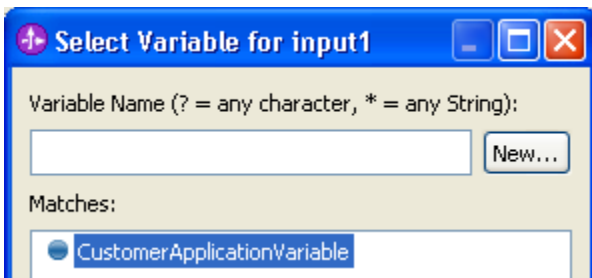 Select Variable for input1
Variable Name (? = any character, * = any String):
New...
Matches:
CustomerApplicationVariable